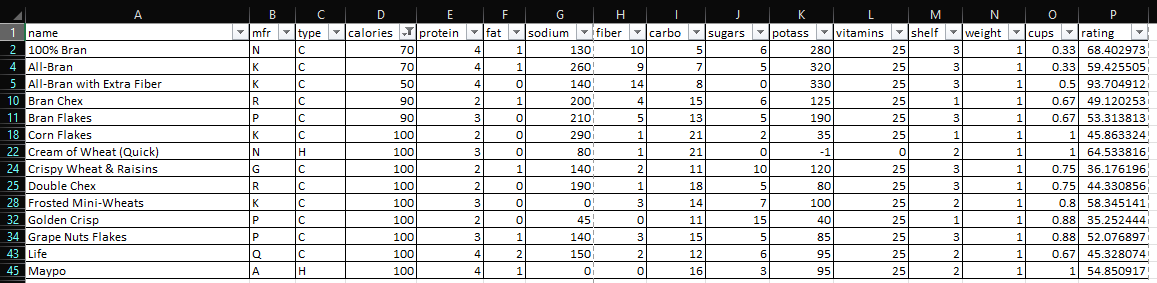 A B C D E F G H I J K L M N O P
1 name mfr type calories protein fat sodium fiber carbo sugars potass vitamins shelf weight cups rating
2 100% Bran N C 70 4 1 130 10 5 6 280 25 3 1 0.33 68.402973
4 All-Bran K C 70 4 1 260 9 7 5 320 25 3 1 0.33 59.425505
5 All-Bran with Extra Fiber K C 50 4 0 140 14 8 0 330 25 3 1 0.5 93.704912
10 Bran Chex R C 90 2 1 200 4 15 6 125 25 1 1 0.67 49.120253
11 Bran Flakes P C 90 3 0 210 5 13 5 190 25 3 1 0.67 53.313813
18 Corn Flakes K C 100 2 0 290 1 21 2 35 25 1 1 1 45.863324
22 Cream of Wheat (Quick) N H 100 3 0 80 1 21 0 -1 0 2 1 1 64.533816
24 Crispy Wheat & Raisins G C 100 2 1 140 2 11 10 120 25 3 1 0.75 36.176196
25 Double Chex R C 100 2 0 190 1 18 5 80 25 3 1 0.75 44.330856
28 Frosted Mini-Wheats K C 100 3 0 0 3 14 7 100 25 2 1 0.8 58.345141
32 Golden Crisp P C 100 2 0 45 0 11 15 40 25 1 1 0.88 35.252444
34 Grape Nuts Flakes P C 100 3 1 140 3 15 5 85 25 3 1 0.88 52.076897
43 Life Q C 100 4 2 150 2 12 6 95 25 2 1 0.67 45.328074
45 Maypo A H 100 4 1 0 0 16 3 95 25 2 1 1 54.850917